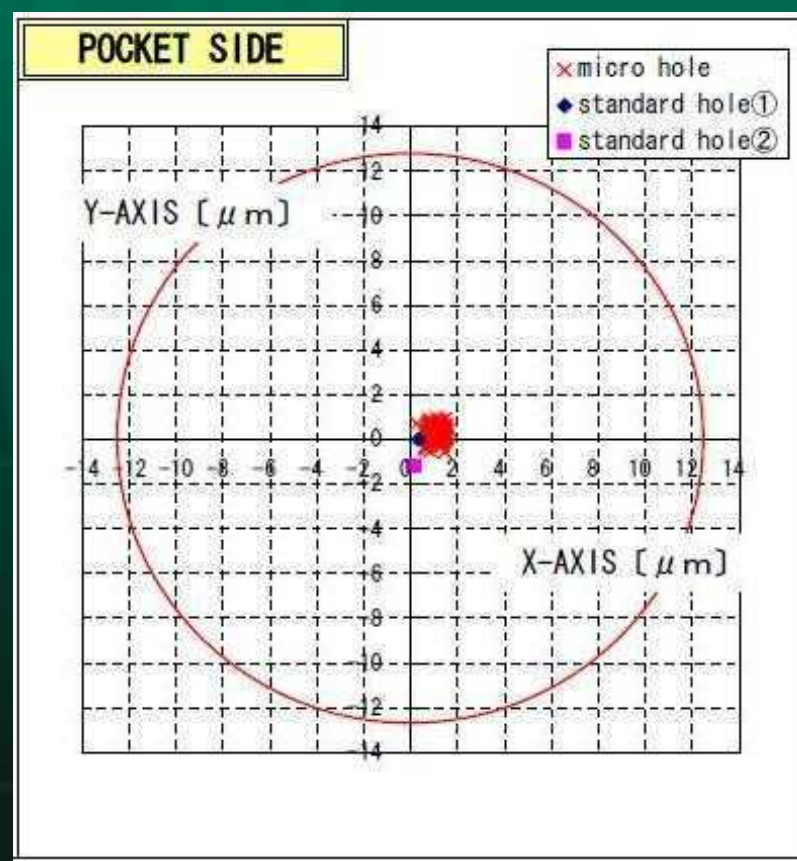 POCKET SIDE
×micro hole
◆standard hole①
■standard hole②
14
12
Y-AXIS [μm]
10
8
6
4
2
0
-14 -12 -10 -8 -6 -4 -2 0 2 4 6 8 10 12 14
-2
-4
X-AXIS [μm]
-6
-8
-10
-12
-14